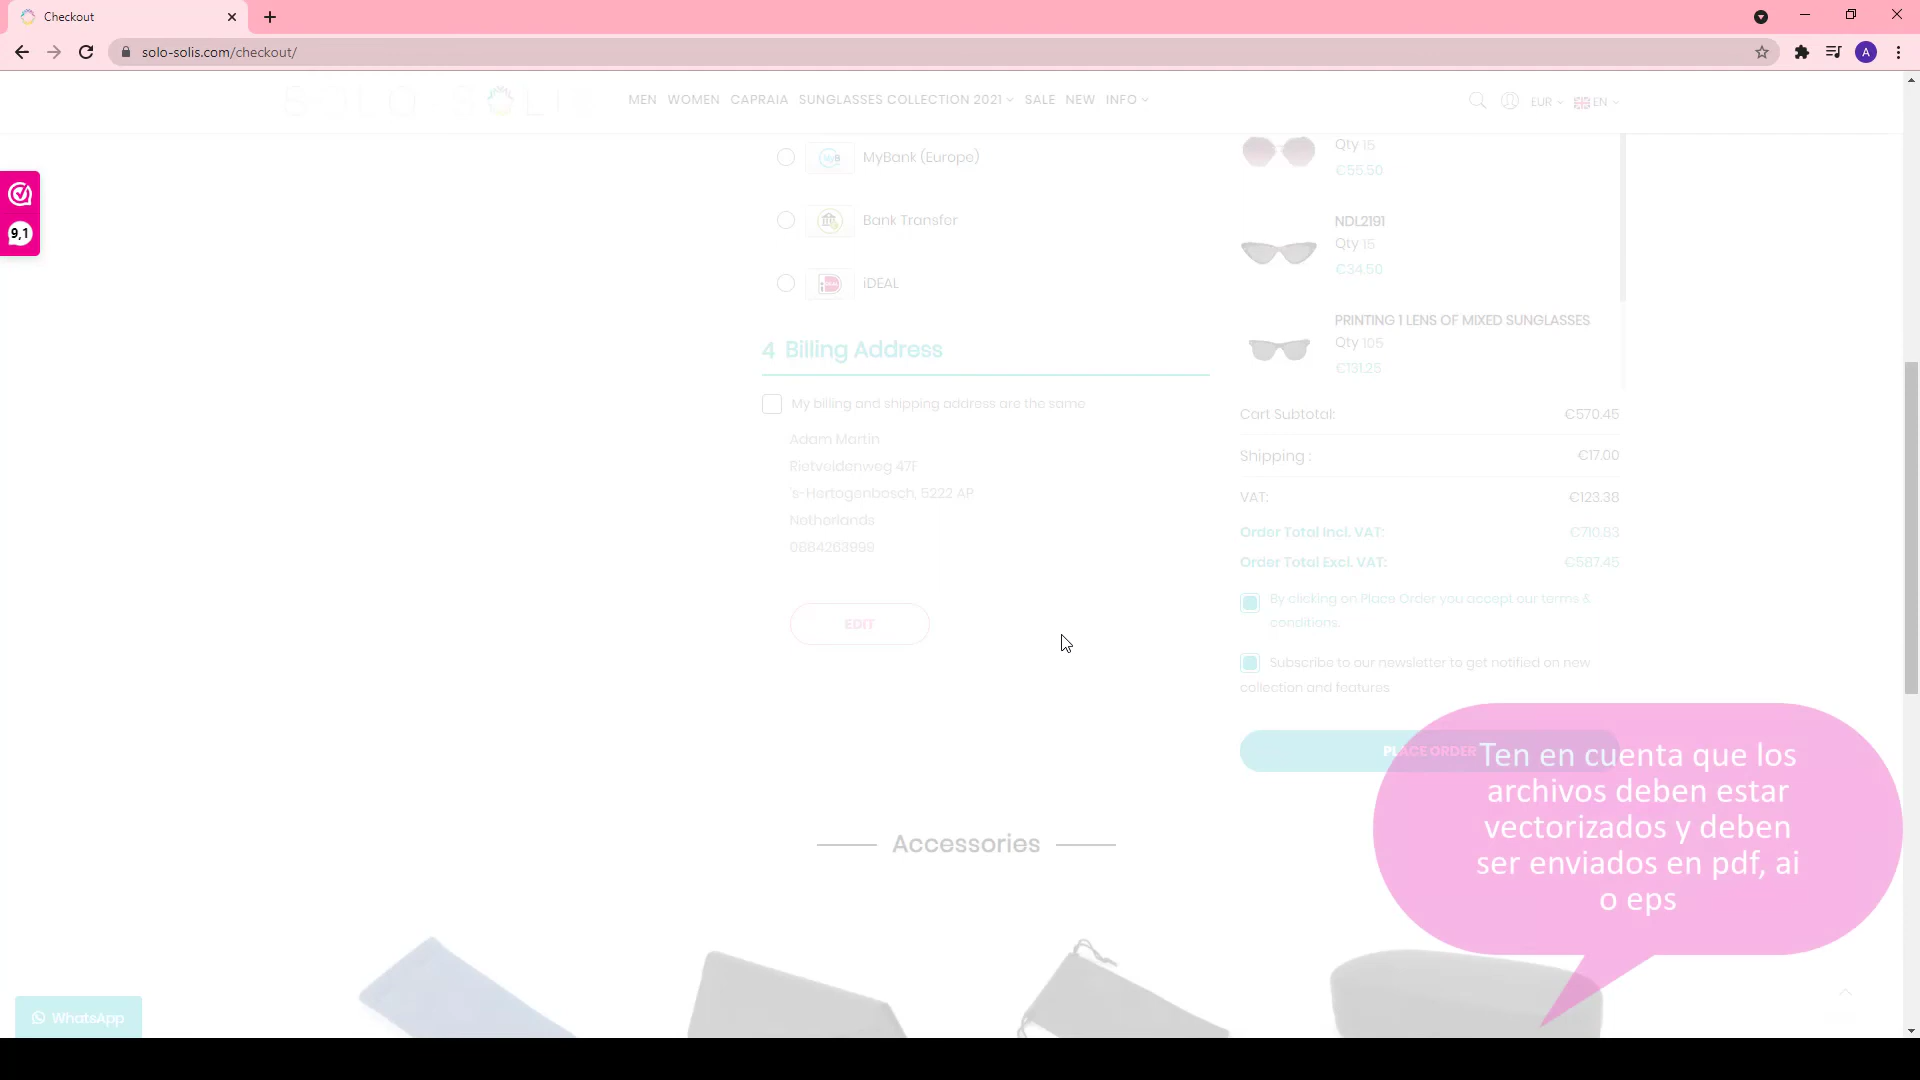 Checkout
solo-solis.com/checkout/
A
SOLO SOLIS
MEN WOMEN CAPRAIA SUNGLASSES COLLECTION 2021 SALE NEW INFO
EUR EN
9,1
MyBank (Europe)
Bank Transfer
iDEAL
4 Billing Address
My billing and shipping address are the same
Adam Martin
Rietveldenweg 47F
's-Hertogenbosch, 5222 AP
Netherlands
0884263999
EDIT
Qty 15
€55.50
NDL2191
Qty 15
€34.50
PRINTING 1 LENS OF MIXED SUNGLASSES
Qty 105
€131.25
Cart Subtotal: €570.45
Shipping : €17.00
VAT: €123.38
Order Total Incl. VAT: €710.83
Order Total Excl. VAT: €587.45
By clicking on Place Order you accept our terms &
conditions.
Subscribe to our newsletter to get notified on new
collection and features
PLACE ORDER
Ten en cuenta que los
archivos deben estar
vectorizados y deben
ser enviados en pdf, ai
o eps
Accessories
WhatsApp